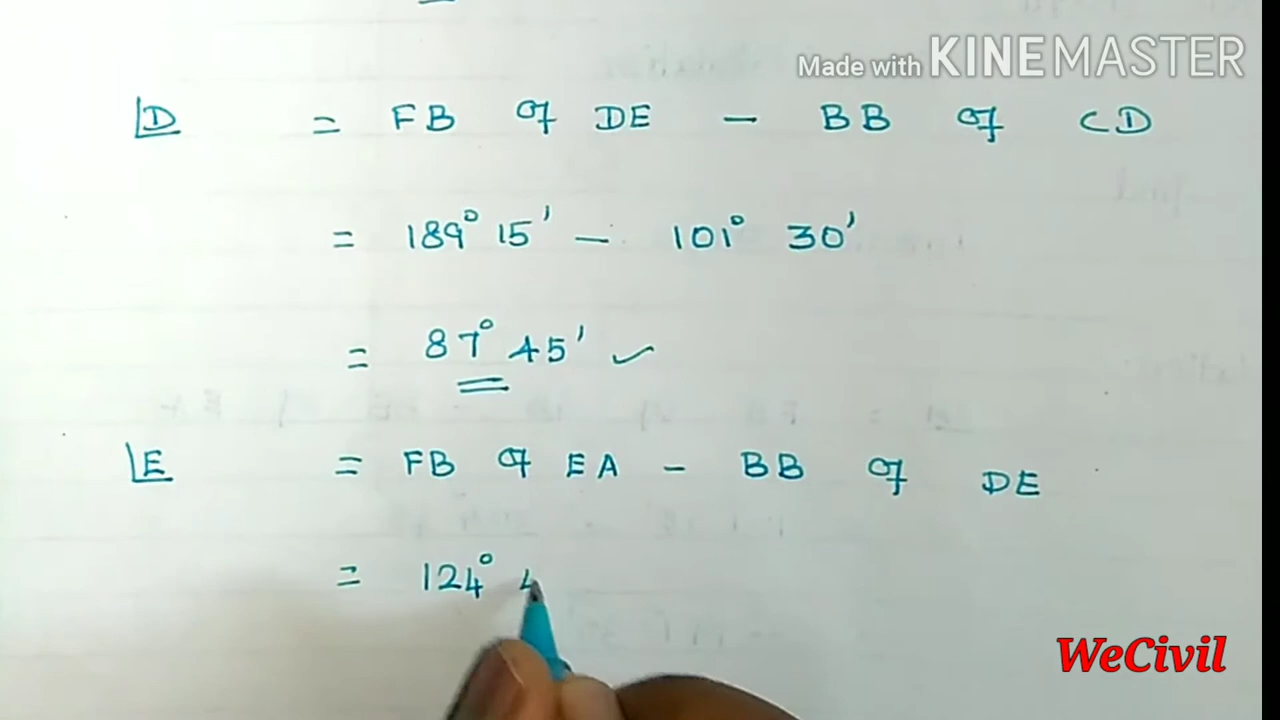 Made with KINEMASTER
∠D = FB of DE - BB of CD
= 189° 15' - 101° 30'
= 87° 45' ✓
∠E = FB of EA - BB of DE
= 124° 4
WeCivil